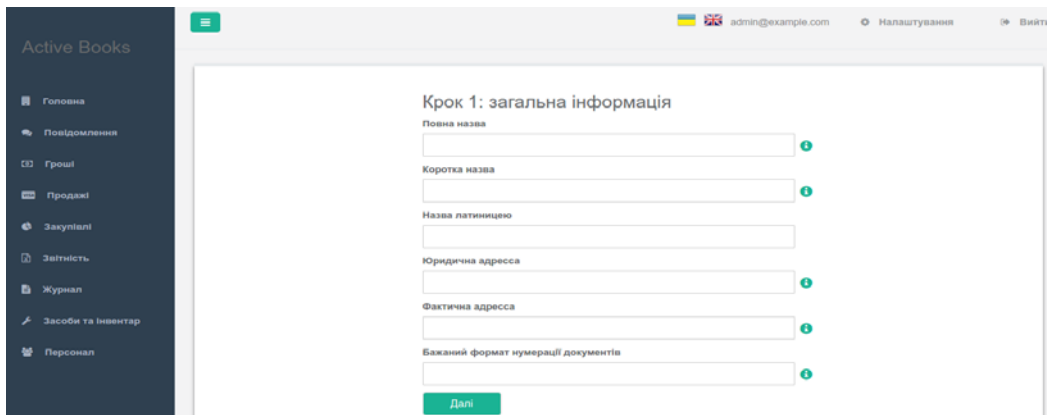 admin@example.com
Налаштування
Вийти
Active Books
Головна
Повідомлення
Гроші
Продажі
Закупівлі
Звітність
Журнал
Засоби та Інвентар
Персонал
Крок 1: загальна інформація
Повна назва
Коротка назва
Назва латиницею
Юридична адресса
Фактична адресса
Бажаний формат нумерації документів
Далі